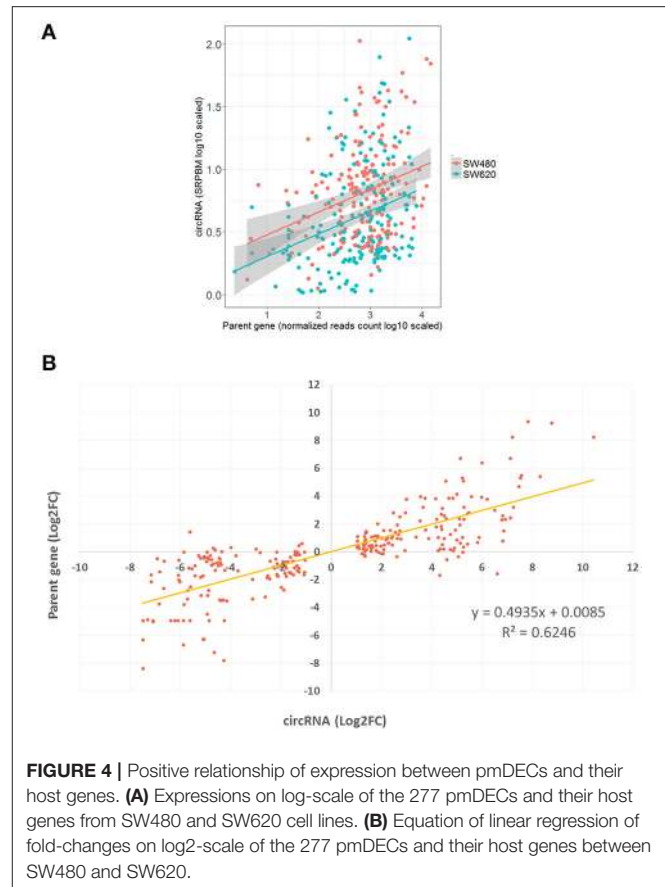 A
circRNA (SRPBM log10 scaled)
2.0
1.5
1.0
0.5
0.0
1 2 3 4
Parent gene (normalized reads count log10 scaled)
SW480
SW620
B
Parent gene (Log2FC)
12
10
8
6
4
2
0
-2
-4
-6
-8
-10
-10 -8 -6 -4 -2 0 2 4 6 8 10 12
y = 0.4935x + 0.0085
R² = 0.6246
circRNA (Log2FC)
FIGURE 4 | Positive relationship of expression between pmDECs and their
host genes. (A) Expressions on log-scale of the 277 pmDECs and their host
genes from SW480 and SW620 cell lines. (B) Equation of linear regression of
fold-changes on log2-scale of the 277 pmDECs and their host genes between
SW480 and SW620.